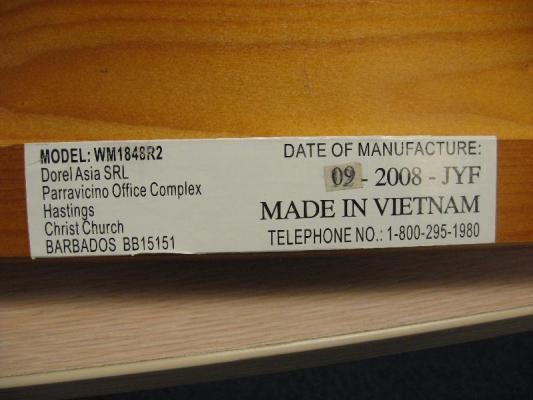 MODEL: WM1848R2
Dorel Asia SRL
Parravicino Office Complex
Hastings
Christ Church
BARBADOS BB15151
DATE OF MANUFACTURE:
09 - 2008 - JYF
MADE IN VIETNAM
TELEPHONE NO.: 1-800-295-1980